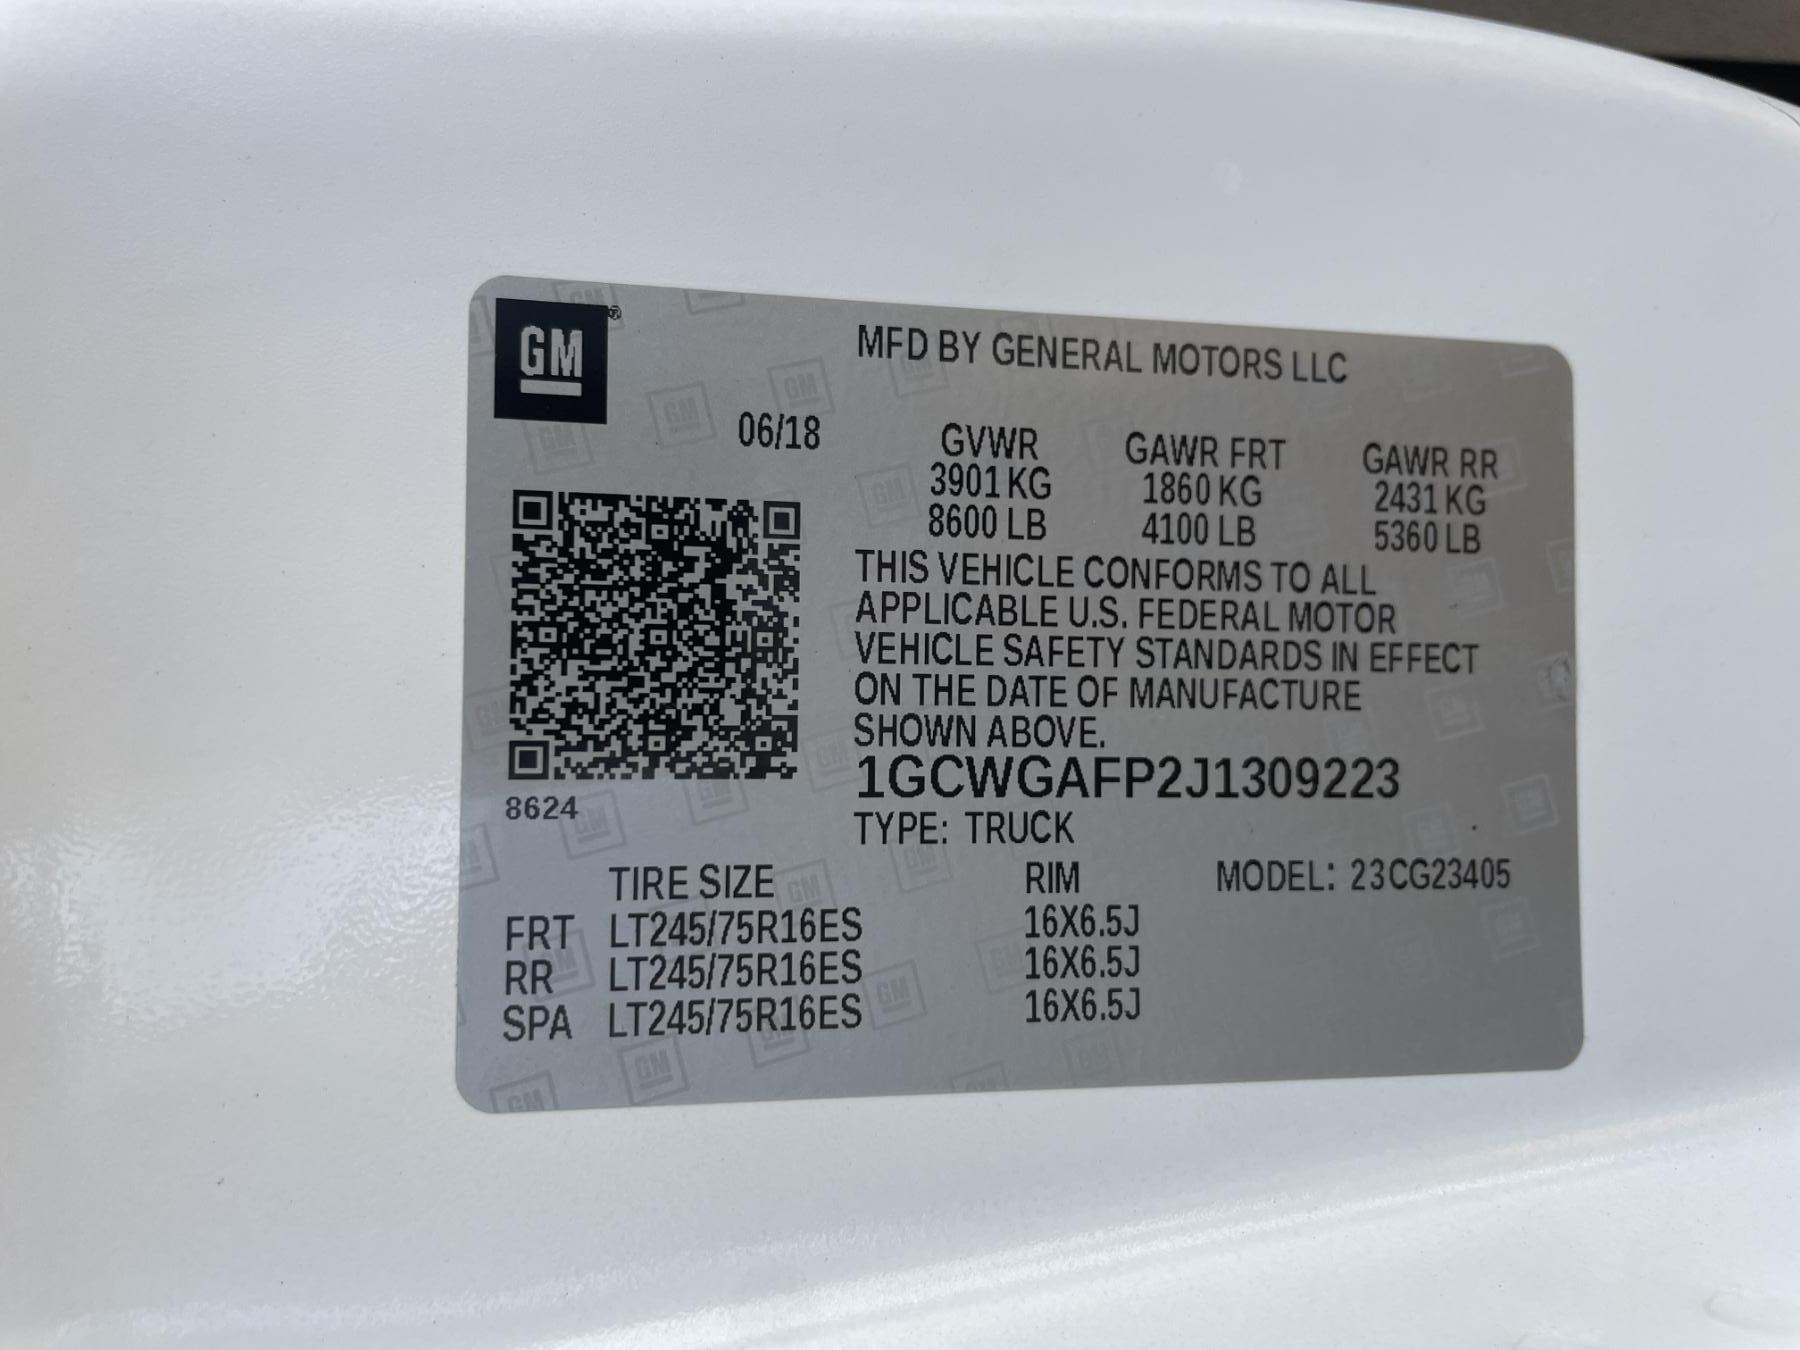 GM
MFD BY GENERAL MOTORS LLC
06/18
GVWR GAWR FRT GAWR RR
3901 KG 1860 KG 2431 KG
8600 LB 4100 LB 5360 LB
THIS VEHICLE CONFORMS TO ALL
APPLICABLE U.S. FEDERAL MOTOR
VEHICLE SAFETY STANDARDS IN EFFECT
ON THE DATE OF MANUFACTURE
SHOWN ABOVE.
1GCWGAFP2J1309223
8624
TYPE: TRUCK
TIRE SIZE RIM MODEL: 23CG23405
FRT LT245/75R16ES 16X6.5J
RR LT245/75R16ES 16X6.5J
SPA LT245/75R16ES 16X6.5J